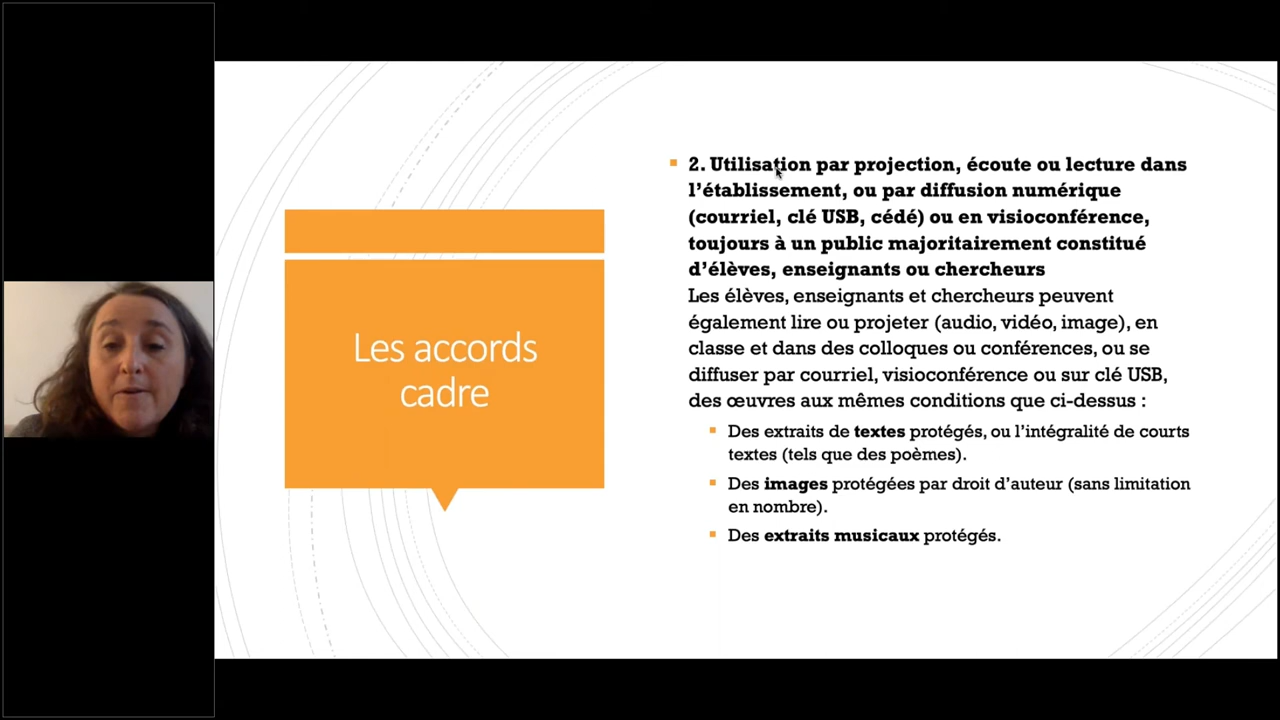 Les accords
cadre
2. Utilisation par projection, écoute ou lecture dans
l’établissement, ou par diffusion numérique
(courriel, clé USB, cédé) ou en visioconférence,
toujours à un public majoritairement constitué
d’élèves, enseignants ou chercheurs
Les élèves, enseignants et chercheurs peuvent
également lire ou projeter (audio, vidéo, image), en
classe et dans des colloques ou conférences, ou se
diffuser par courriel, visioconférence ou sur clé USB,
des œuvres aux mêmes conditions que ci-dessus :
Des extraits de textes protégés, ou l’intégralité de courts
textes (tels que des poèmes).
Des images protégées par droit d’auteur (sans limitation
en nombre).
Des extraits musicaux protégés.